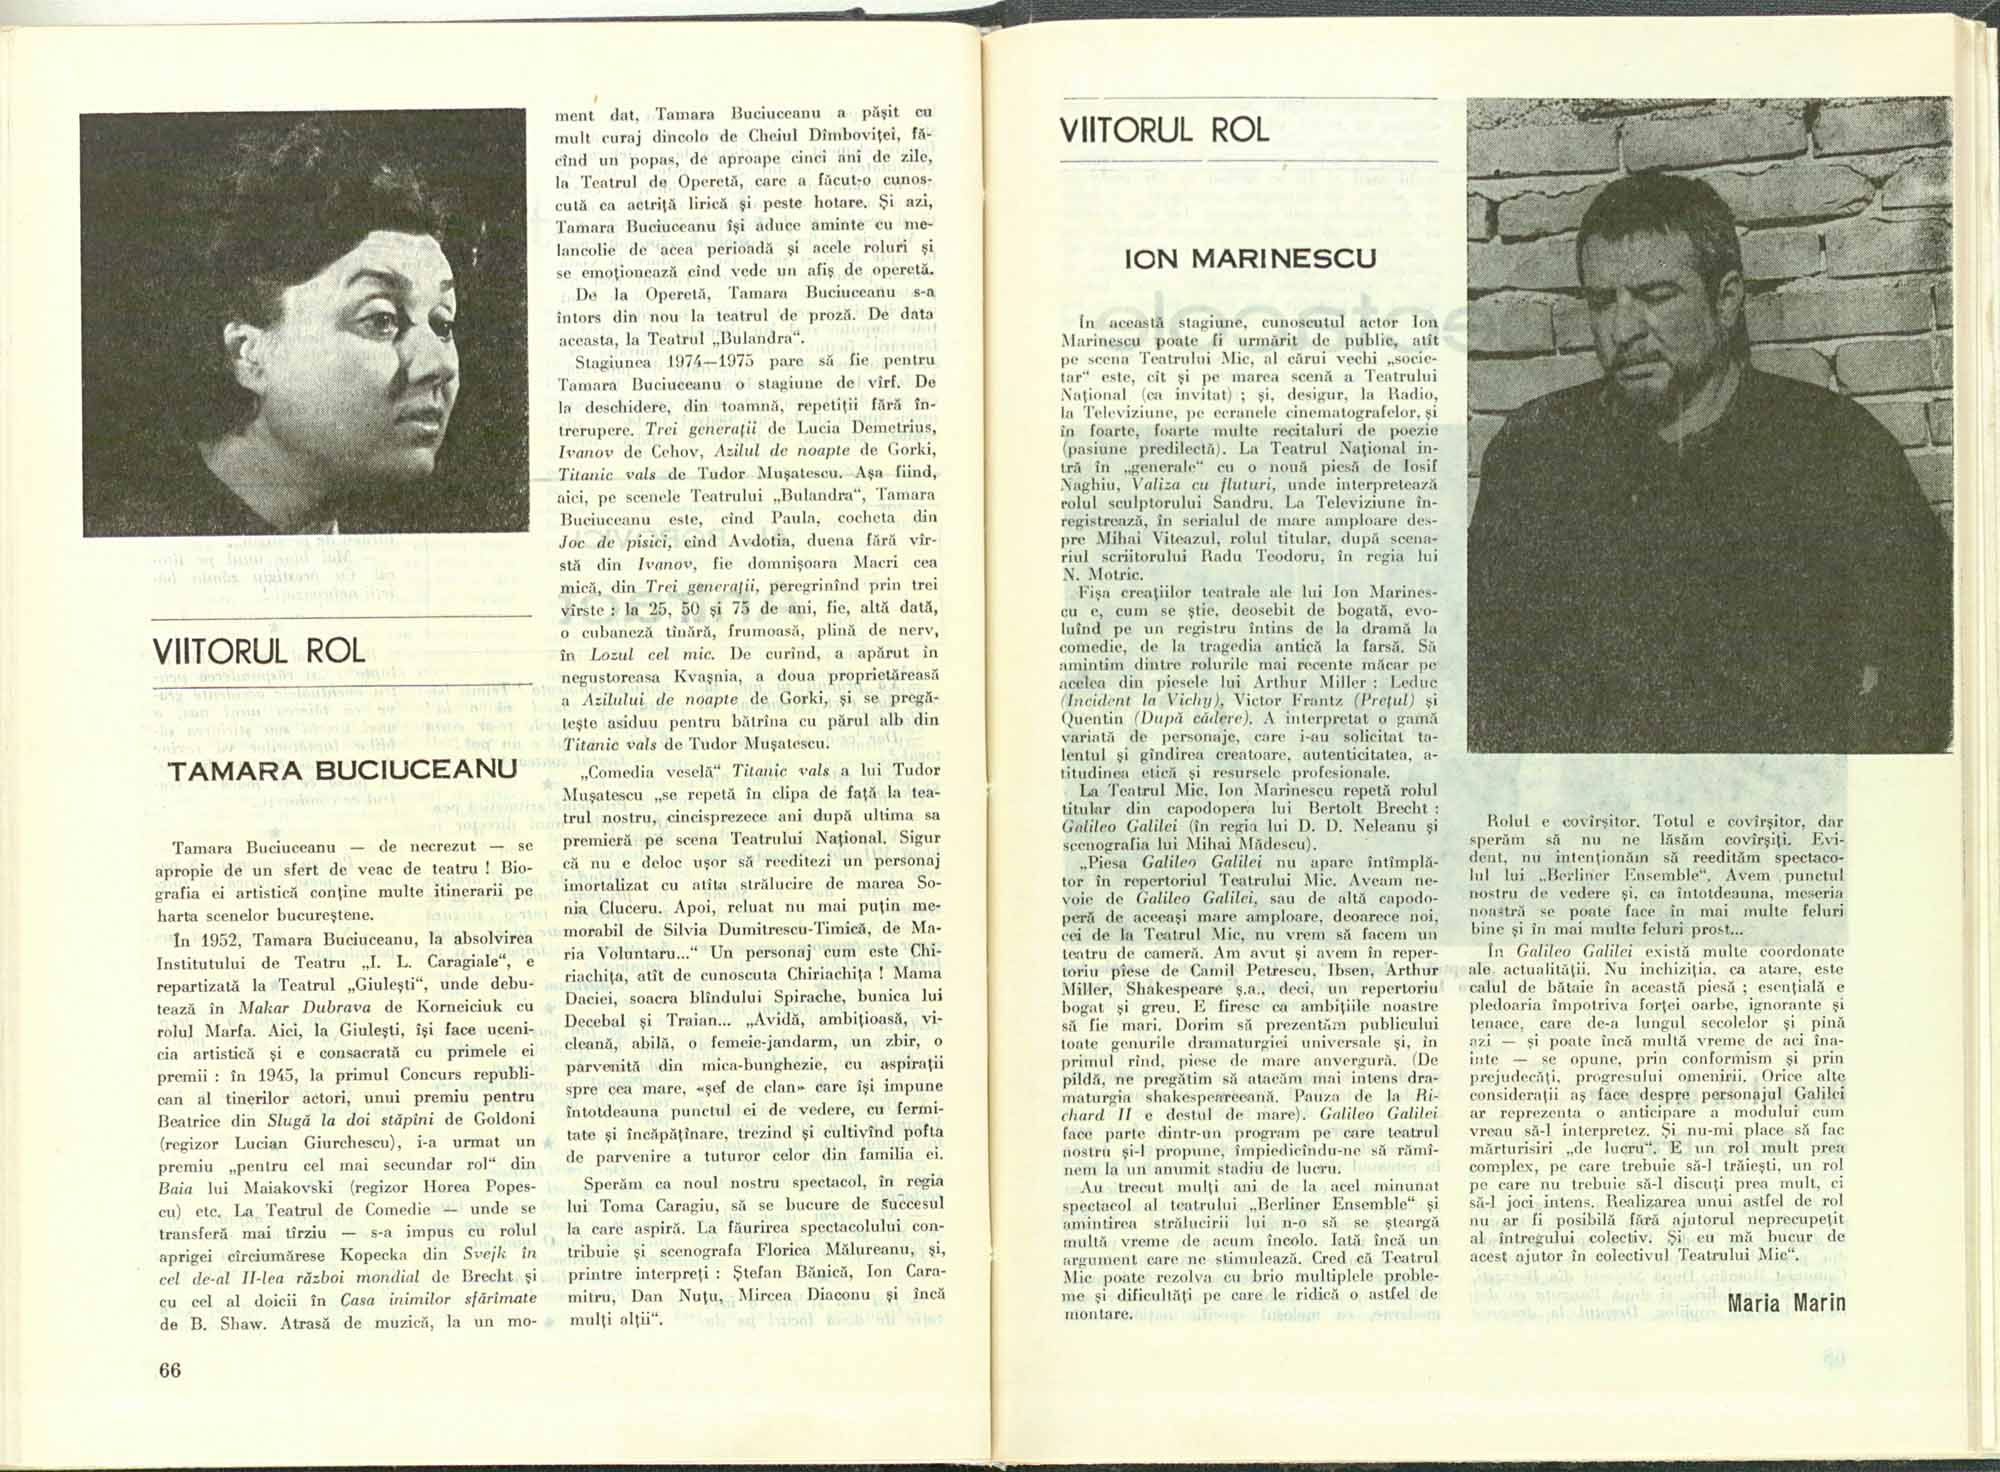 VIITORUL ROL
TAMARA BUCIUCEANU
Tamara Buciuceanu — de necrezut — se
apropie de un sfert de veac de teatru ! Bio-
grafia ei artistică conține multe itinerarii pe
harta scenelor bucureștene.
În 1952, Tamara Buciuceanu, la absolvirea
Institutului de Teatru „I. L. Caragiale“, e
repartizată la Teatrul „Giulești“, unde debu-
tează în Makar Dubrava de Korneiciuk cu
rolul Marfa. Aici, la Giulești, își face uceni-
cia artistică și e consacrată cu primele ei
premii : în 1945, la primul Concurs republi-
can al tinerilor actori, unui premiu pentru
Beatrice din Slugă la doi stăpîni de Goldoni
(regizor Lucian Giurchescu), i-a urmat un
premiu „pentru cel mai secundar rol“ din
Baia lui Maiakovski (regizor Horea Popes-
cu) etc. La Teatrul de Comedie — unde se
transferă mai tîrziu — s-a impus cu rolul
aprigei cîrciumărese Kopecka din Svejk în
cel de-al II-lea război mondial de Brecht și
cu cel al doicii în Casa inimilor sfărîmate
de B. Shaw. Atrasă de muzică, la un mo-
ment dat, Tamara Buciuceanu a pășit cu
mult curaj dincolo de Cheiul Dîmboviței, fă-
cînd un popas, de aproape cinci ani de zile,
la Teatrul de Operetă, care a făcut-o cunos-
cută ca actriță lirică și peste hotare. Și azi,
Tamara Buciuceanu își aduce aminte cu me-
lancolie de acea perioadă și acele roluri și
se emoționează cînd vede un afiș de operetă.
De la Operetă, Tamara Buciuceanu s-a
întors din nou la teatrul de proză. De data
aceasta, la Teatrul „Bulandra“.
Stagiunea 1974—1975 pare să fie pentru
Tamara Buciuceanu o stagiune de vîrf. De
la deschidere, din toamnă, repetiții fără în-
trerupere. Trei generații de Lucia Demetrius,
Ivanov de Cehov, Azilul de noapte de Gorki,
Titanic vals de Tudor Mușatescu. Așa fiind,
aici, pe scenele Teatrului „Bulandra“, Tamara
Buciuceanu este, cînd Paula, cocheta din
Joc de pisici, cînd Avdotia, duena fără vîr-
stă din Ivanov, fie domnișoara Macri cea
mică, din Trei generații, peregrinînd prin trei
vîrste : la 25, 50 și 75 de ani, fie, altă dată,
o cubaneză tînără, frumoasă, plină de nerv,
în Lozul cel mic. De curînd, a apărut în
negustoreasa Kvașnia, a doua proprietăreasă
a Azilului de noapte de Gorki, și se pregă-
tește asiduu pentru bătrîna cu părul alb din
Titanic vals de Tudor Mușatescu.
„Comedia veselă“ Titanic vals a lui Tudor
Mușatescu „se repetă în clipa de față la tea-
trul nostru, cincisprezece ani după ultima sa
premieră pe scena Teatrului Național. Sigur
că nu e deloc ușor să reeditezi un personaj
imortalizat cu atîta strălucire de marea So-
nia Cluceru. Apoi, reluat nu mai puțin me-
morabil de Silvia Dumitrescu-Timică, de Ma-
ria Voluntaru...“ Un personaj cum este Chi-
riachița, atît de cunoscuta Chiriachița ! Mama
Daciei, soacra blîndului Spirache, bunica lui
Decebal și Traian... „Avidă, ambițioasă, vi-
cleană, abilă, o femeie-jandarm, un zbir, o
parvenită din mica-bunghezie, cu aspirații
spre cea mare, «șef de clan» care își impune
întotdeauna punctul ei de vedere, cu fermi-
tate și încăpățînare, trezind și cultivînd pofta
de parvenire a tuturor celor din familia ei.
Sperăm ca noul nostru spectacol, în regia
lui Toma Caragiu, să se bucure de succesul
la care aspiră. La făurirea spectacolului con-
tribuie și scenografa Florica Mălureanu, și,
printre interpreți : Ștefan Bănică, Ion Cara-
mitru, Dan Nuțu, Mircea Diaconu și încă
mulți alții“.
66
VIITORUL ROL
ION MARINESCU
În această stagiune, cunoscutul actor Ion
Marinescu poate fi urmărit de public, atît
pe scena Teatrului Mic, al cărui vechi „socie-
tar“ este, cît și pe marea scenă a Teatrului
Național (ca invitat) ; și, desigur, la Radio,
la Televiziune, pe ecranele cinematografelor, și
în foarte, foarte multe recitaluri de poezie
(pasiune predilectă). La Teatrul Național in-
tră în „generale“ cu o nouă piesă de Iosif
Naghiu, Valiza cu fluturi, unde interpretează
rolul sculptorului Sandru. La Televiziune în-
registrează, în serialul de mare amploare des-
pre Mihai Viteazul, rolul titular, după scena-
riul scriitorului Radu Teodoru, în regia lui
N. Motric.
Fișa creațiilor teatrale ale lui Ion Marines-
cu e, cum se știe, deosebit de bogată, evo-
luînd pe un registru întins de la dramă la
comedie, de la tragedia antică la farsă. Să
amintim dintre rolurile mai recente măcar pe
acelea din piesele lui Arthur Miller : Leduc
(Incident la Vichy), Victor Frantz (Prețul) și
Quentin (După cădere). A interpretat o gamă
variată de personaje, care i-au solicitat ta-
lentul și gîndirea creatoare, autenticitatea, a-
titudinea etică și resursele profesionale.
La Teatrul Mic, Ion Marinescu repetă rolul
titular din capodopera lui Bertolt Brecht :
Galileo Galilei (în regia lui D. D. Neleanu și
scenografia lui Mihai Mădescu).
„Piesa Galileo Galilei nu apare întîmplă-
tor în repertoriul Teatrului Mic. Aveam ne-
voie de Galileo Galilei, sau de altă capodo-
peră de aceeași mare amploare, deoarece noi,
cei de la Teatrul Mic, nu vrem să facem un
teatru de cameră. Am avut și avem în reper-
toriu piese de Camil Petrescu, Ibsen, Arthur
Miller, Shakespeare ș.a., deci, un repertoriu
bogat și greu. E firesc ca ambițiile noastre
să fie mari. Dorim să prezentăm publicului
toate genurile dramaturgiei universale și, în
primul rînd, piese de mare anvergură. (De
pildă, ne pregătim să atacăm mai intens dra-
maturgia shakespeareeană. Pauza de la Ri-
chard II e destul de mare). Galileo Galilei
face parte dintr-un program pe care teatrul
nostru și-l propune, împiedicîndu-ne să rămî-
nem la un anumit stadiu de lucru.
Au trecut mulți ani de la acel minunat
spectacol al teatrului „Berliner Ensemble“ și
amintirea strălucirii lui n-o să se șteargă
multă vreme de acum încolo. Iată încă un
argument care ne stimulează. Cred că Teatrul
Mic poate rezolva cu brio multiplele proble-
me și dificultăți pe care le ridică o astfel de
montare.
Rolul e covîrșitor. Totul e covîrșitor, dar
sperăm să nu ne lăsăm covîrșiți. Evi-
dent, nu intenționăm să reedităm spectaco-
lul lui „Berliner Ensemble“. Avem punctul
nostru de vedere și, ca întotdeauna, meseria
noastră se poate face în mai multe feluri
bine și în mai multe feluri prost...
În Galileo Galilei există multe coordonate
ale actualității. Nu inchiziția, ca atare, este
calul de bătaie în această piesă ; esențială e
pledoaria împotriva forței oarbe, ignorante și
tenace, care de-a lungul secolelor și pînă
azi — și poate încă multă vreme de aci îna-
inte — se opune, prin conformism și prin
prejudecăți, progresului omenirii. Orice alte
considerații aș face despre personajul Galilei
ar reprezenta o anticipare a modului cum
vreau să-l interpretez. Și nu-mi place să fac
mărturisiri „de lucru“. E un rol mult prea
complex, pe care trebuie să-l trăiești, un rol
pe care nu trebuie să-l discuți prea mult, ci
să-l joci intens. Realizarea unui astfel de rol
nu ar fi posibilă fără ajutorul neprecupețit
al întregului colectiv. Și eu mă bucur de
acest ajutor în colectivul Teatrului Mic“.
Maria Marin